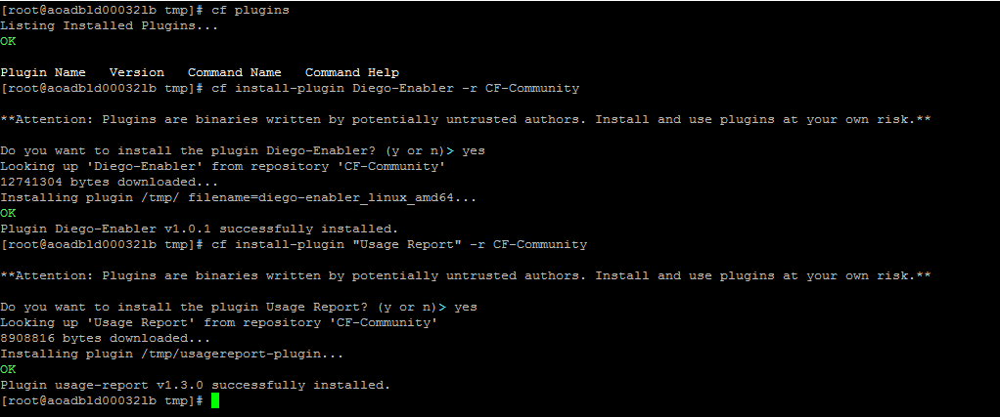 [root@aoadbld00032lb tmp]# cf plugins
Listing Installed Plugins...
OK
Plugin Name   Version   Command Name   Command Help
[root@aoadbld00032lb tmp]# cf install-plugin Diego-Enabler -r CF-Community
**Attention: Plugins are binaries written by potentially untrusted authors. Install and use plugins at your own risk.**
Do you want to install the plugin Diego-Enabler? (y or n)> yes
Looking up 'Diego-Enabler' from repository 'CF-Community'
12741304 bytes downloaded...
Installing plugin /tmp/ filename=diego-enabler_linux_amd64...
OK
Plugin Diego-Enabler v1.0.1 successfully installed.
[root@aoadbld00032lb tmp]# cf install-plugin "Usage Report" -r CF-Community
**Attention: Plugins are binaries written by potentially untrusted authors. Install and use plugins at your own risk.**
Do you want to install the plugin Usage Report? (y or n)> yes
Looking up 'Usage Report' from repository 'CF-Community'
8908816 bytes downloaded...
Installing plugin /tmp/usagereport-plugin...
OK
Plugin usage-report v1.3.0 successfully installed.
[root@aoadbld00032lb tmp]#